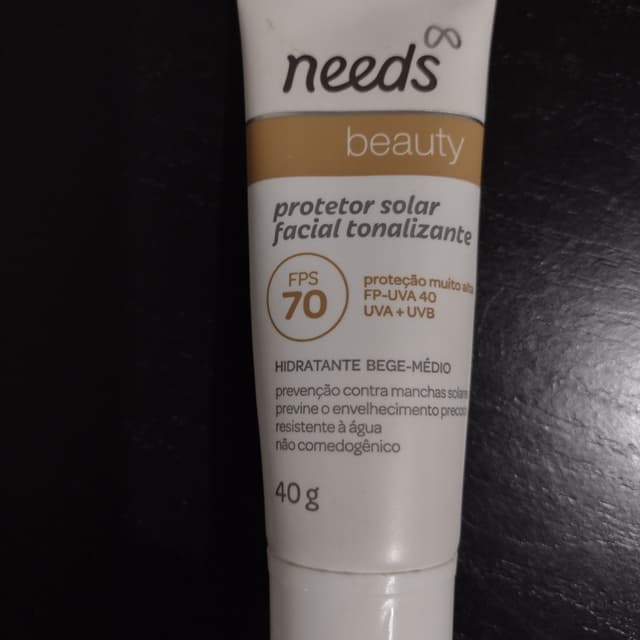 needs
beauty
protetor solar
facial tonalizante
FPS
70
proteção muito alta
FP-UVA 40
UVA + UVB
HIDRATANTE BEGE-MÉDIO
prevenção contra manchas solares
previne o envelhecimento precoce
resistente à água
não comedogênico
40 g